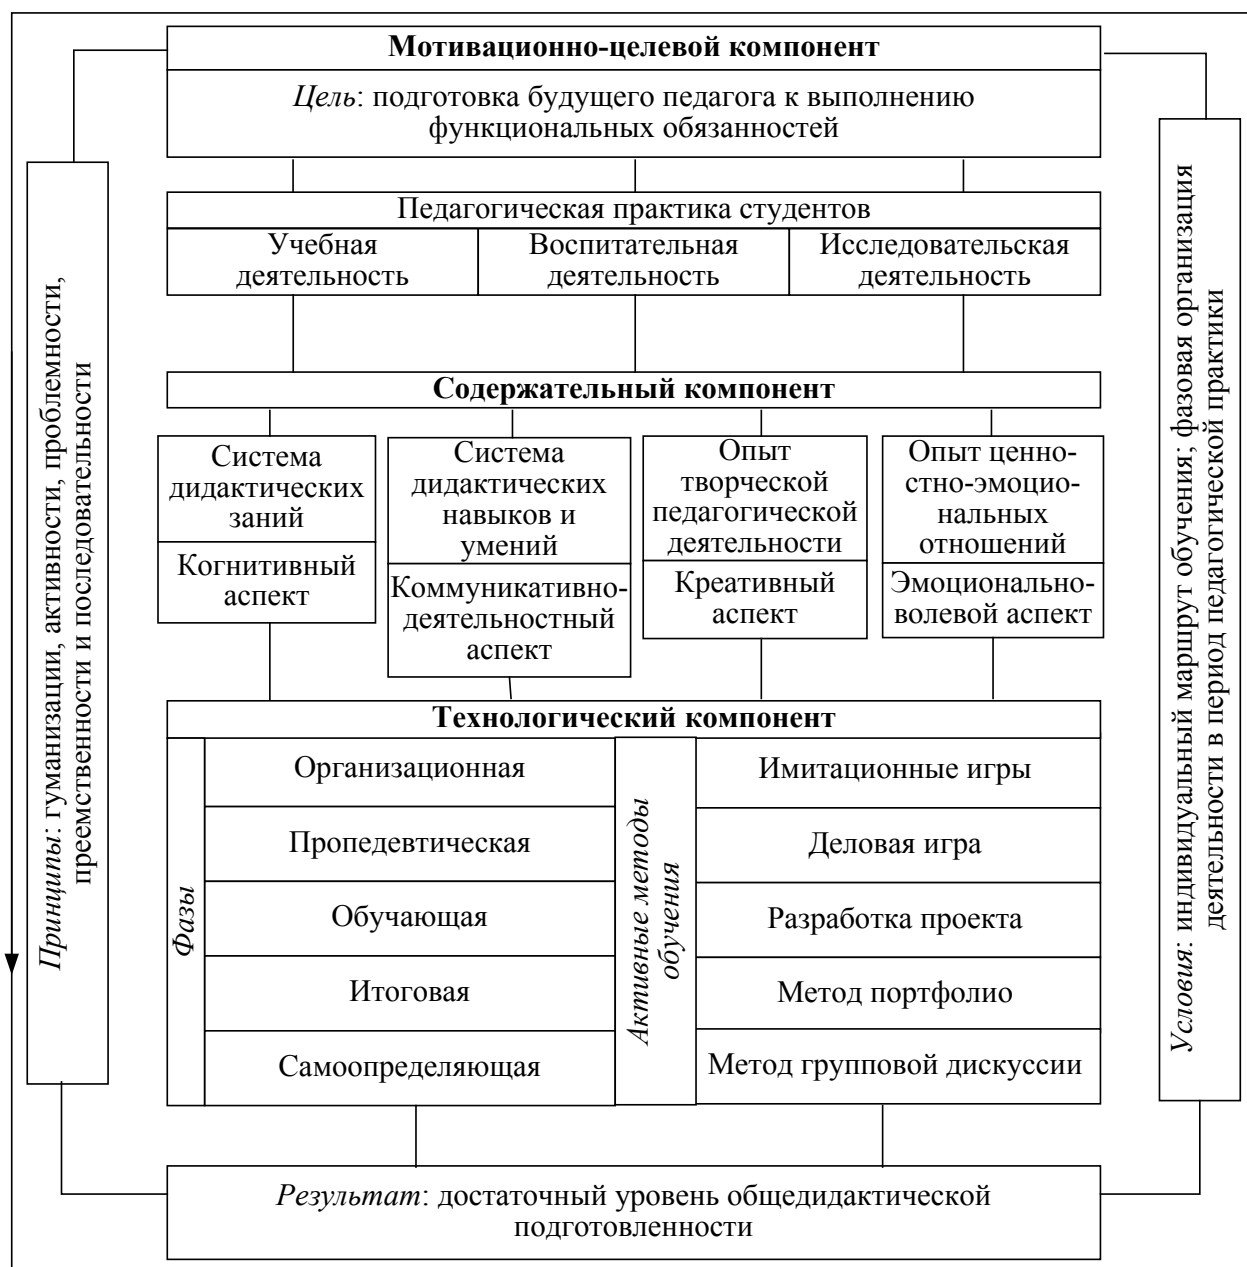 Мотивационно-целевой компонент
Цель: подготовка будущего педагога к выполнению
функциональных обязанностей
Принципы: гуманизации, активности, проблемности,
преемственности и последовательности
Условия: индивидуальный маршрут обучения; фазовая организация
деятельности в период педагогической практики
Педагогическая практика студентов
Учебная
деятельность
Воспитательная
деятельность
Исследовательская
деятельность
Содержательный компонент
Система
дидактических
заний
Когнитивный
аспект
Система
дидактических
навыков и
умений
Коммуникативно-
деятельностный
аспект
Опыт
творческой
педагогической
деятельности
Креативный
аспект
Опыт ценно-
стно-эмоцио-
нальных
отношений
Эмоционально-
волевой аспект
Технологический компонент
Фазы
Организационная
Пропедевтическая
Обучающая
Итоговая
Самоопределяющая
Активные методы
обучения
Имитационные игры
Деловая игра
Разработка проекта
Метод портфолио
Метод групповой дискуссии
Результат: достаточный уровень общедидактической
подготовленности